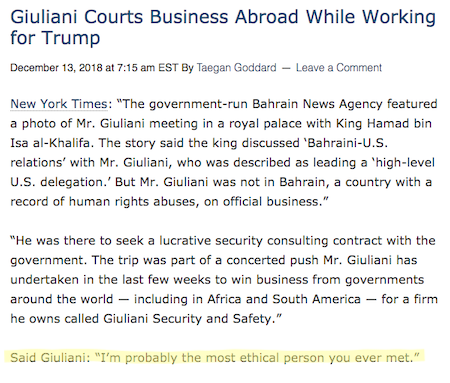 Giuliani Courts Business Abroad While Working
for Trump
December 13, 2018 at 7:15 am EST By Taegan Goddard — Leave a Comment
New York Times: “The government-run Bahrain News Agency featured
a photo of Mr. Giuliani meeting in a royal palace with King Hamad bin
Isa al-Khalifa. The story said the king discussed ‘Bahraini-U.S.
relations’ with Mr. Giuliani, who was described as leading a ‘high-level
U.S. delegation.’ But Mr. Giuliani was not in Bahrain, a country with a
record of human rights abuses, on official business.”
“He was there to seek a lucrative security consulting contract with the
government. The trip was part of a concerted push Mr. Giuliani has
undertaken in the last few weeks to win business from governments
around the world — including in Africa and South America — for a firm
he owns called Giuliani Security and Safety.”
Said Giuliani: “I’m probably the most ethical person you ever met.”